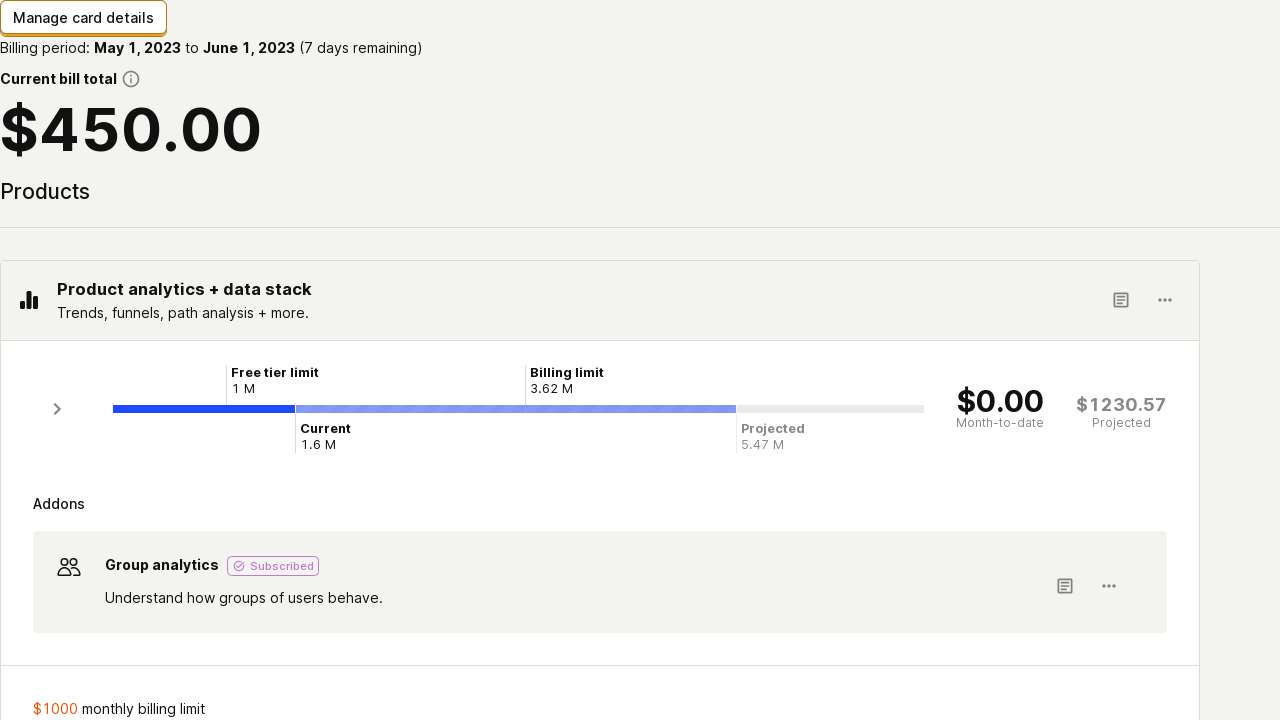 Manage card details
Billing period: May 1, 2023 to June 1, 2023 (7 days remaining)
Current bill total
$450.00
Products
Product analytics + data stack
Trends, funnels, path analysis + more.
Free tier limit
1 M
Billing limit
3.62 M
Current
1.6 M
Projected
5.47 M
$0.00
Month-to-date
$1230.57
Projected
Addons
Group analytics Subscribed
Understand how groups of users behave.
$1000 monthly billing limit